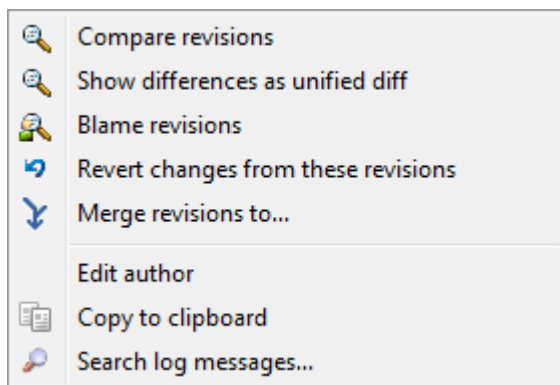 Compare revisions
Show differences as unified diff
Blame revisions
Revert changes from these revisions
Merge revisions to...
Edit author
Copy to clipboard
Search log messages...